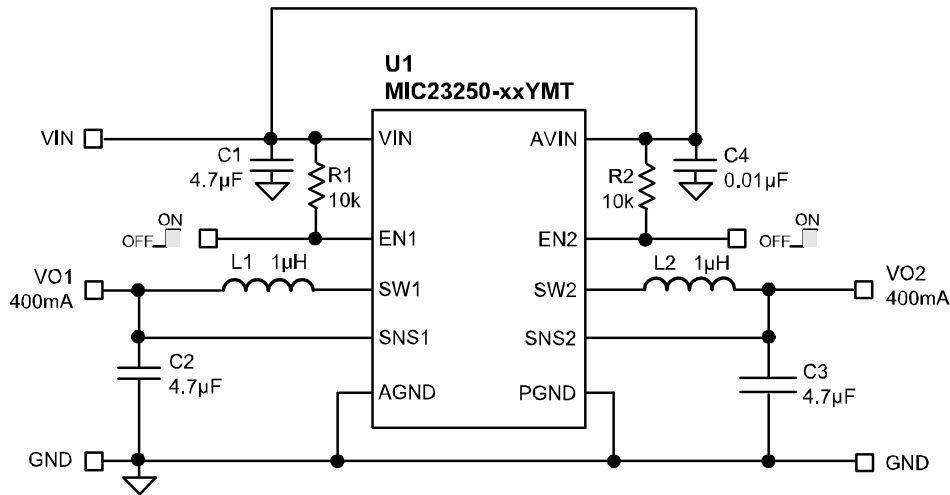 U1
MIC23250-xxYMT
VIN
VIN
AVIN
C1
4.7µF
R1
10k
R2
10k
C4
0.01µF
ON
OFF
EN1
EN2
ON
OFF
VO1
400mA
L1 1µH
SW1
SW2
L2 1µH
VO2
400mA
SNS1
SNS2
C2
4.7µF
AGND
PGND
C3
4.7µF
GND
GND